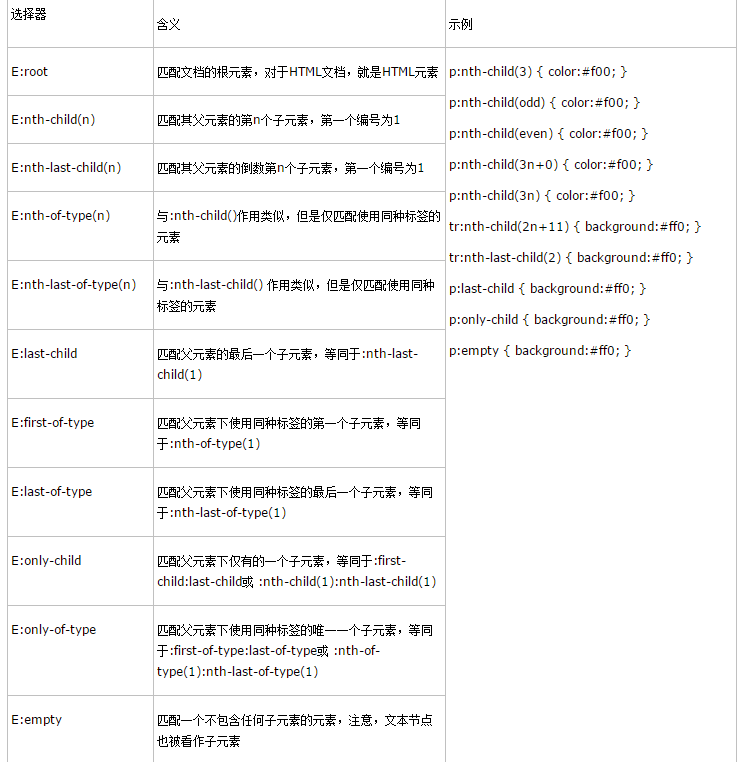 选择器
含义
示例
E:root
匹配文档的根元素，对于HTML文档，就是HTML元素
E:nth-child(n)
匹配其父元素的第n个子元素，第一个编号为1
E:nth-last-child(n)
匹配其父元素的倒数第n个子元素，第一个编号为1
E:nth-of-type(n)
与:nth-child()作用类似，但是仅匹配使用同种标签的
元素
E:nth-last-of-type(n)
与:nth-last-child() 作用类似，但是仅匹配使用同种
标签的元素
E:last-child
匹配父元素的最后一个子元素，等同于:nth-last-
child(1)
E:first-of-type
匹配父元素下使用同种标签的第一个子元素，等同
于:nth-of-type(1)
E:last-of-type
匹配父元素下使用同种标签的最后一个子元素，等同
于:nth-last-of-type(1)
E:only-child
匹配父元素下仅有的一个子元素，等同于:first-
child:last-child或 :nth-child(1):nth-last-child(1)
E:only-of-type
匹配父元素下使用同种标签的唯一一个子元素，等同
于:first-of-type:last-of-type或 :nth-of-
type(1):nth-last-of-type(1)
E:empty
匹配一个不包含任何子元素的元素，注意，文本节点
也被看作子元素
p:nth-child(3) { color:#f00; }
p:nth-child(odd) { color:#f00; }
p:nth-child(even) { color:#f00; }
p:nth-child(3n+0) { color:#f00; }
p:nth-child(3n) { color:#f00; }
tr:nth-child(2n+11) { background:#ff0; }
tr:nth-last-child(2) { background:#ff0; }
p:last-child { background:#ff0; }
p:only-child { background:#ff0; }
p:empty { background:#ff0; }